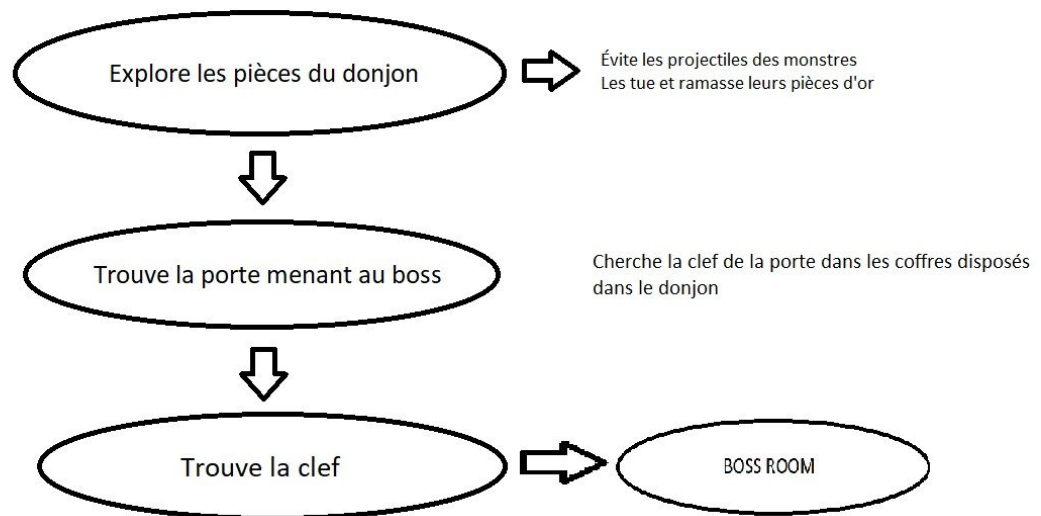 Explore les pièces du donjon
Évite les projectiles des monstres
Les tue et ramasse leurs pièces d'or
Trouve la porte menant au boss
Cherche la clef de la porte dans les coffres disposés
dans le donjon
Trouve la clef
BOSS ROOM